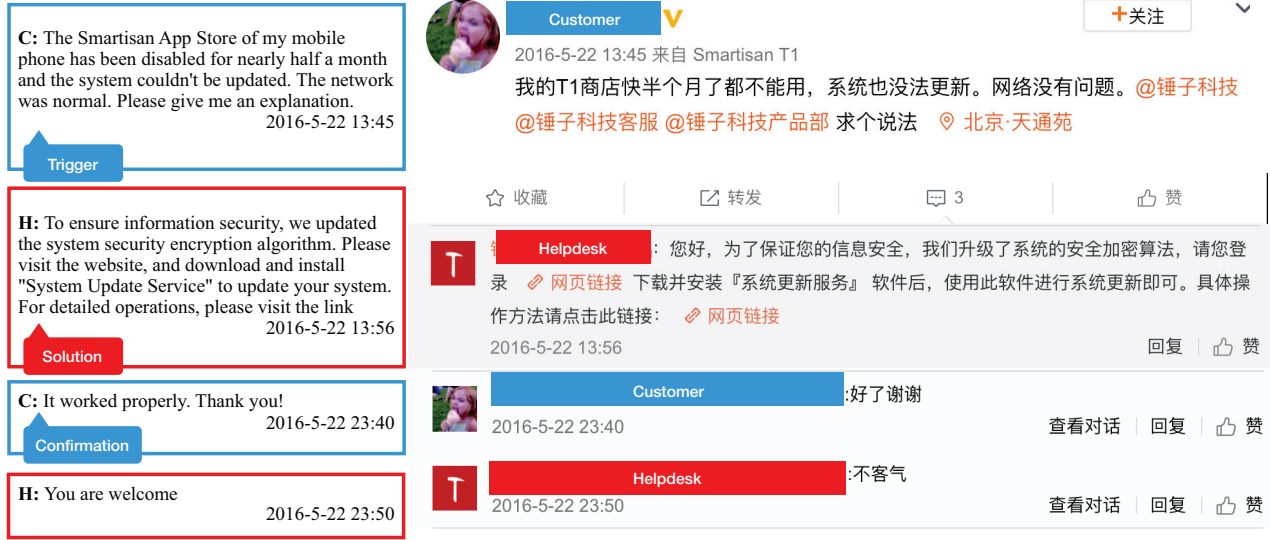 C: The Smartisan App Store of my mobile
phone has been disabled for nearly half a month
and the system couldn't be updated. The network
was normal. Please give me an explanation.
2016-5-22 13:45
Trigger
H: To ensure information security, we updated
the system security encryption algorithm. Please
visit the website, and download and install
"System Update Service" to update your system.
For detailed operations, please visit the link
2016-5-22 13:56
Solution
C: It worked properly. Thank you!
2016-5-22 23:40
Confirmation
H: You are welcome
2016-5-22 23:50
Customer
+关注
2016-5-22 13:45 来自 Smartisan T1
我的T1商店快半个月了都不能用，系统也没法更新。网络没有问题。@锤子科技
@锤子科技客服 @锤子科技产品部 求个说法 北京·天通苑
收藏 转发 3 赞
Helpdesk ：您好，为了保证您的信息安全，我们升级了系统的安全加密算法，请您登
录 网页链接 下载并安装『系统更新服务』 软件后，使用此软件进行系统更新即可。具体操
作方法请点击此链接： 网页链接
2016-5-22 13:56 回复 赞
Customer :好了谢谢
2016-5-22 23:40 查看对话 回复 赞
Helpdesk :不客气
2016-5-22 23:50 查看对话 回复 赞